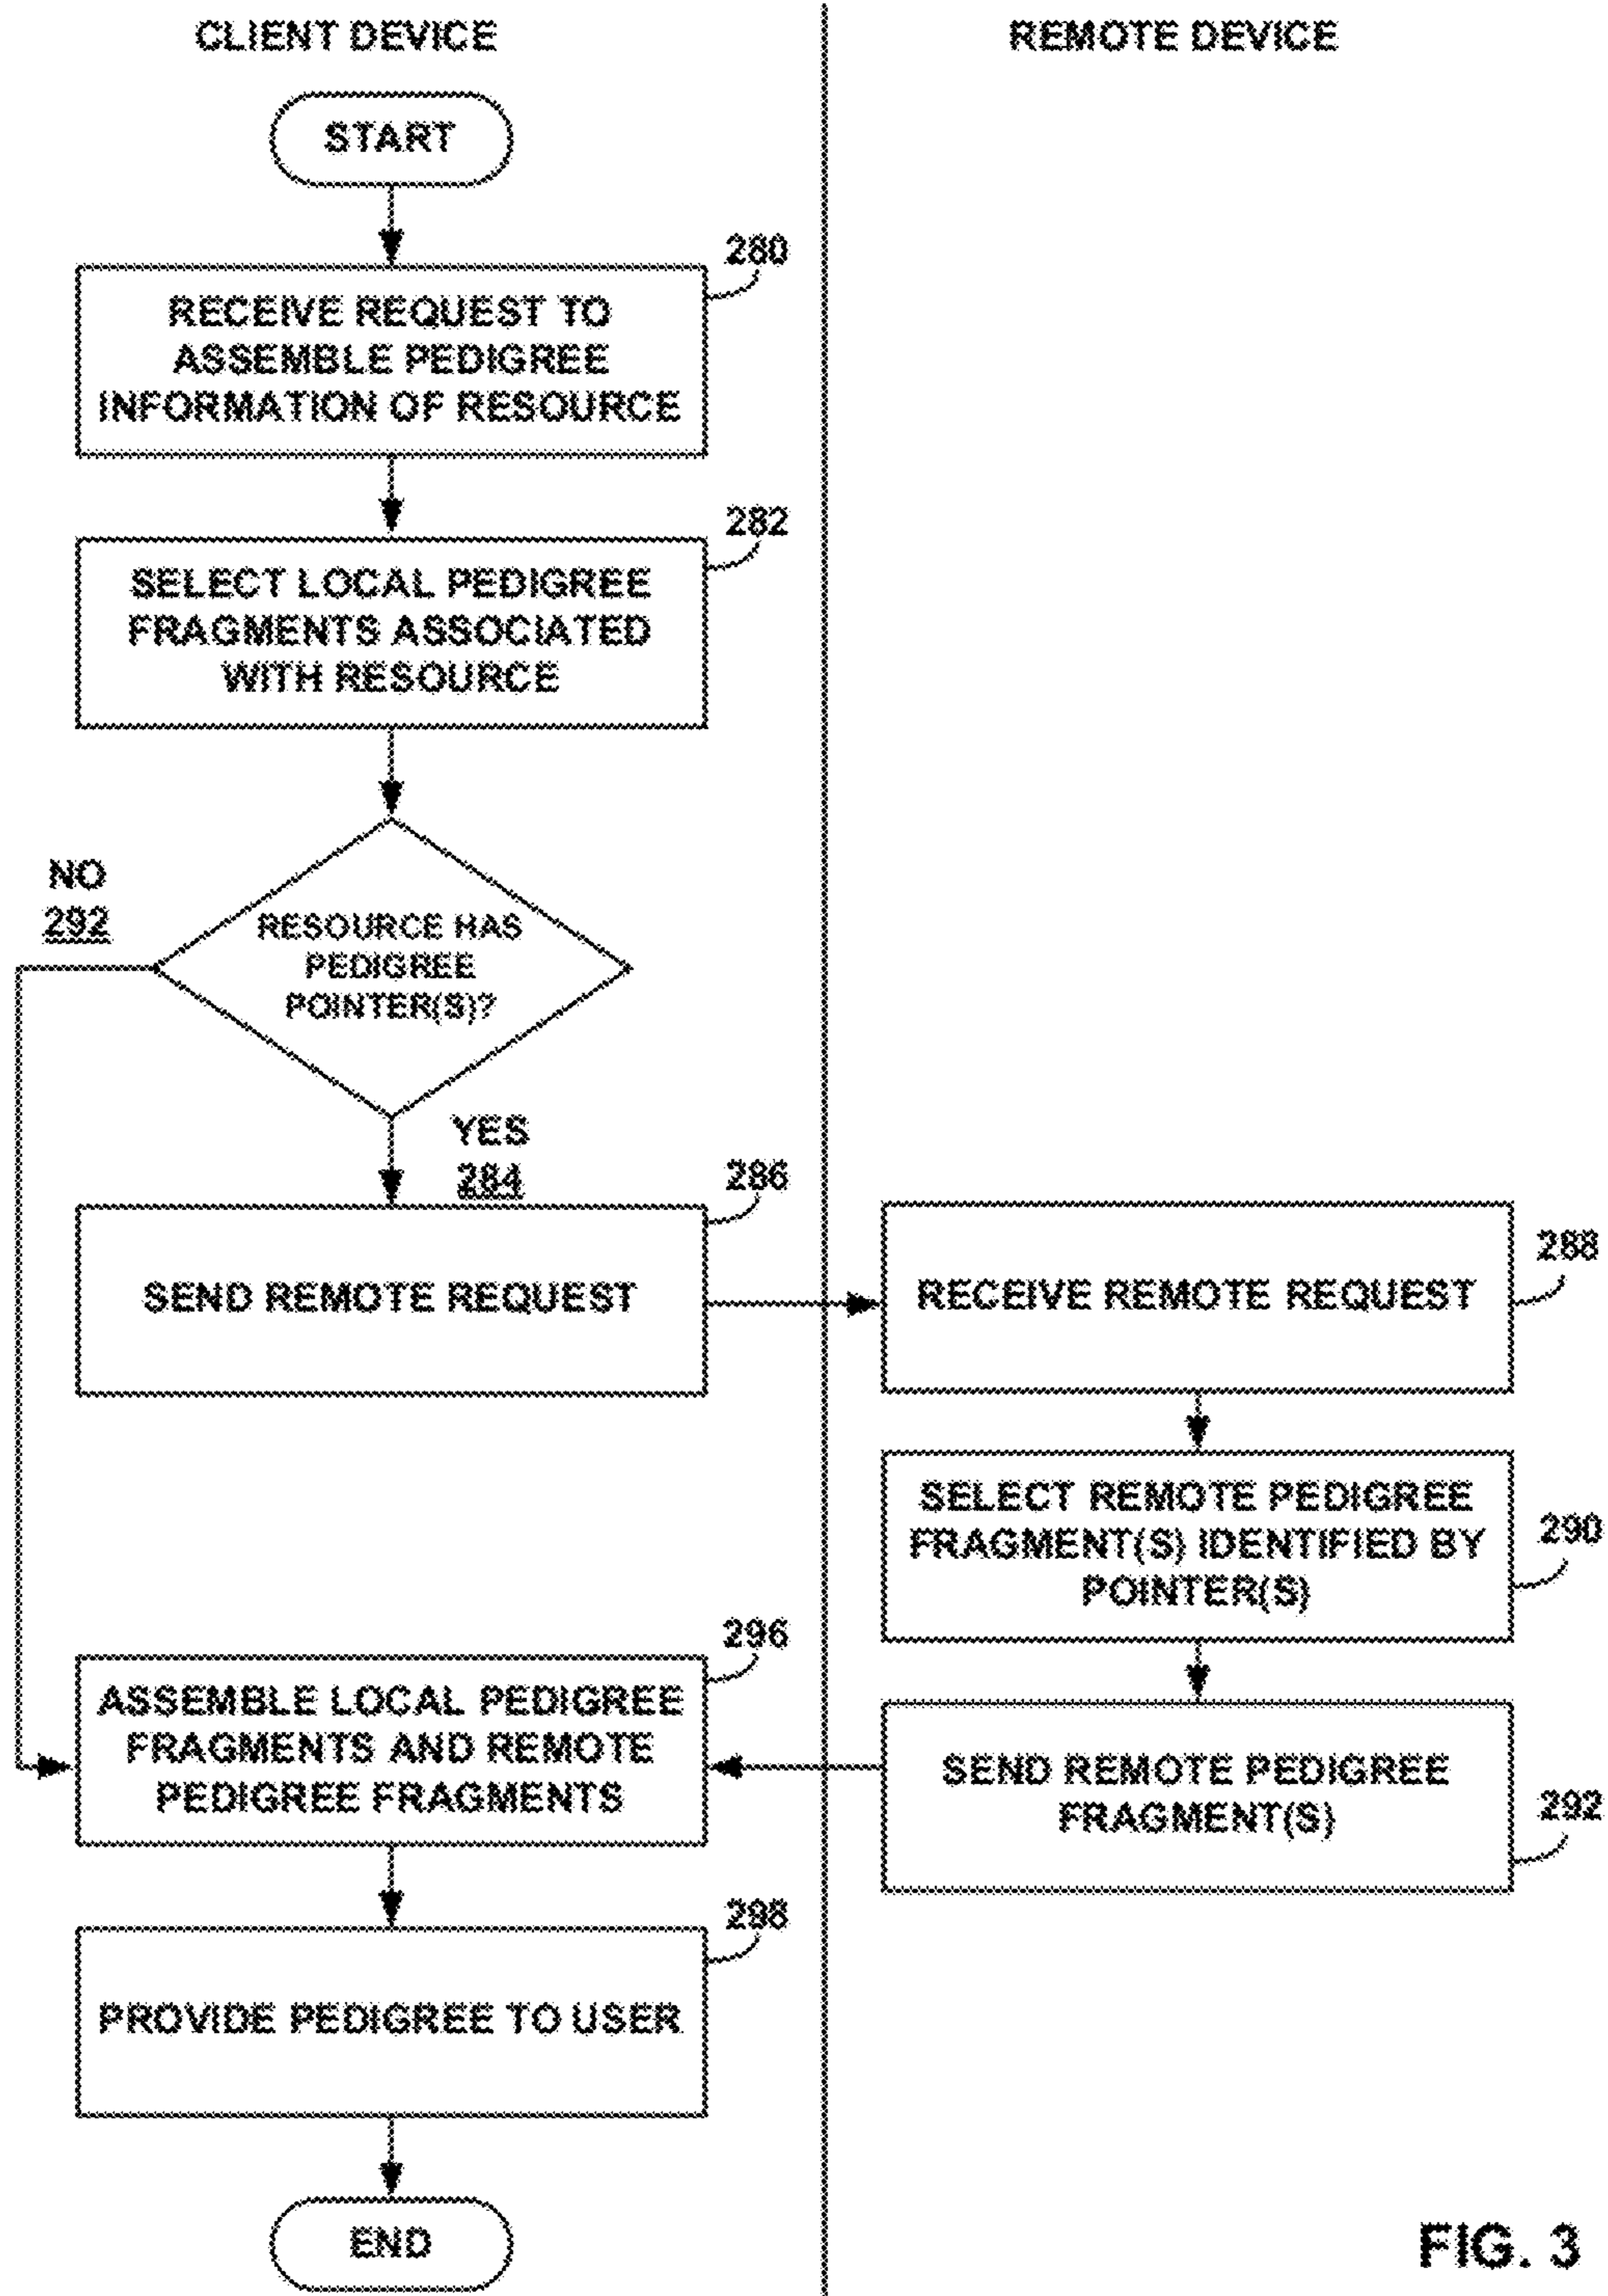 CLIENT DEVICE
REMOTE DEVICE
START
280
RECEIVE REQUEST TO
ASSEMBLE PEDIGREE
INFORMATION OF RESOURCE
282
SELECT LOCAL PEDIGREE
FRAGMENTS ASSOCIATED
WITH RESOURCE
NO
292
RESOURCE HAS
PEDIGREE
POINTER(S)?
YES
284
286
SEND REMOTE REQUEST
288
RECEIVE REMOTE REQUEST
290
SELECT REMOTE PEDIGREE
FRAGMENT(S) IDENTIFIED BY
POINTER(S)
296
ASSEMBLE LOCAL PEDIGREE
FRAGMENTS AND REMOTE
PEDIGREE FRAGMENTS
SEND REMOTE PEDIGREE
FRAGMENT(S)
292
298
PROVIDE PEDIGREE TO USER
END
FIG. 3